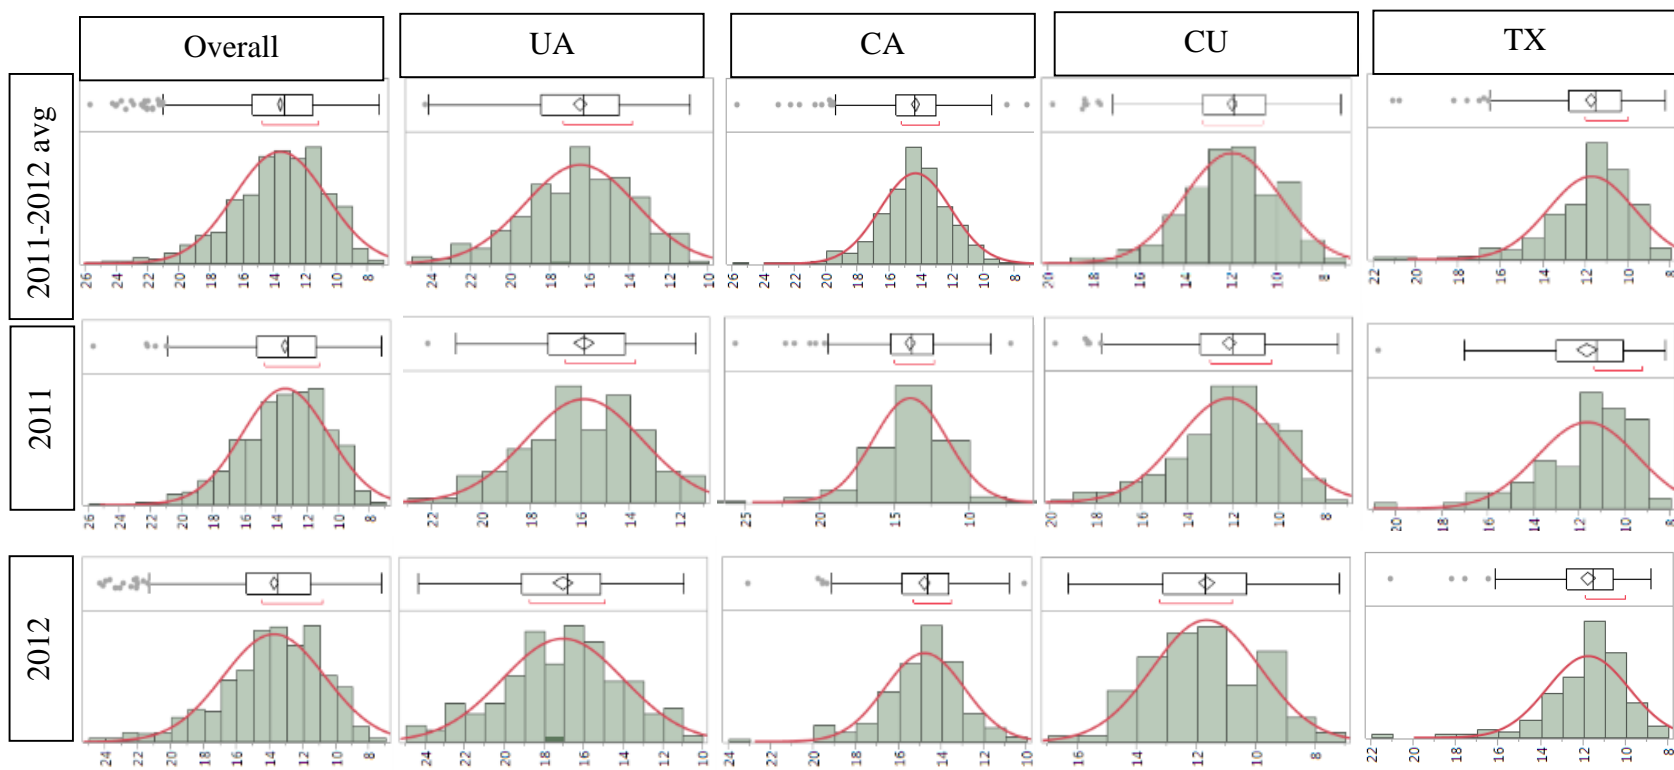 Overall
UA
CA
CU
TX
2011-2012 avg
26 24 22 20 18 16 14 12 10 8
24 22 20 18 16 14 12 10
26 24 22 20 18 16 14 12 10 8
20 18 16 14 12 10 8
22 20 18 16 14 12 10 8
2011
26 24 22 20 18 16 14 12 10 8
22 20 18 16 14 12
25 20 15 10
20 18 16 14 12 10 8
20 18 16 14 12 10 8
2012
24 22 20 18 16 14 12 10 8
24 22 20 18 16 14 12 10
24 22 20 18 16 14 12 10
16 14 12 10 8
22 20 18 16 14 12 10 8